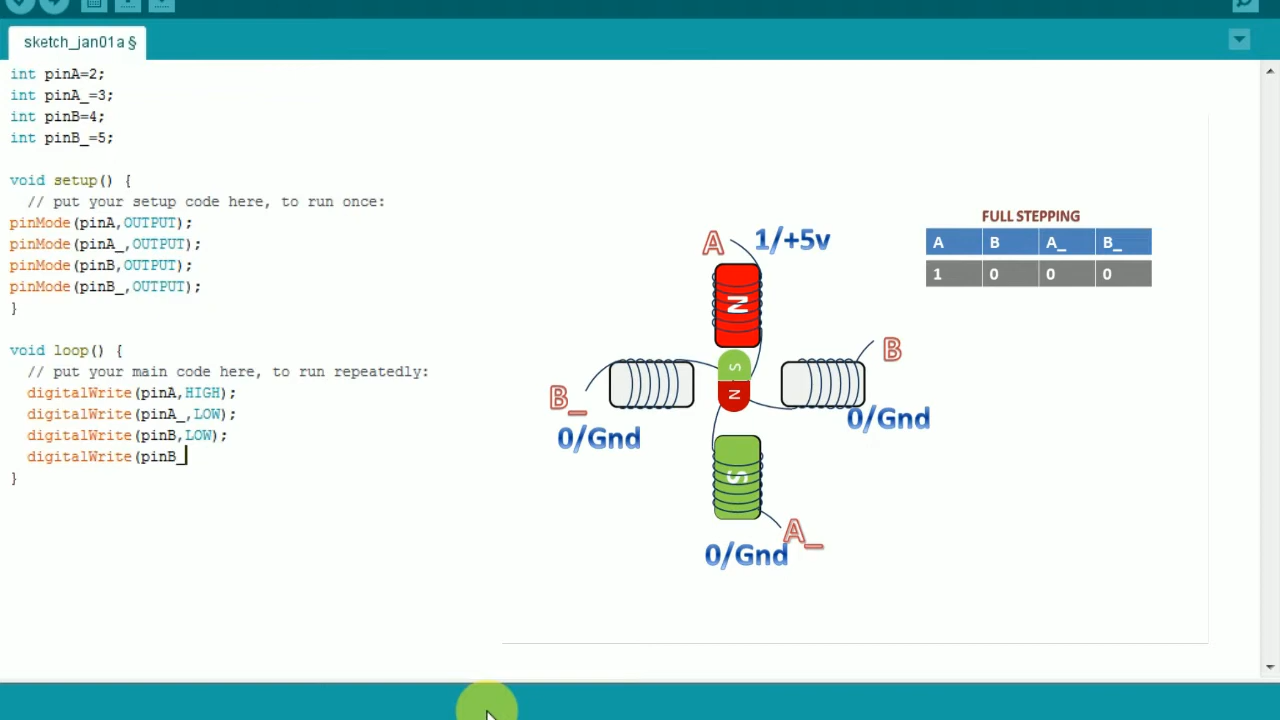 sketch_jan01a §
int pinA=2;
int pinA_=3;
int pinB=4;
int pinB_=5;
void setup() {
// put your setup code here, to run once:
pinMode(pinA,OUTPUT);
pinMode(pinA_,OUTPUT);
pinMode(pinB,OUTPUT);
pinMode(pinB_,OUTPUT);
}
void loop() {
// put your main code here, to run repeatedly:
digitalWrite(pinA,HIGH);
digitalWrite(pinA_,LOW);
digitalWrite(pinB,LOW);
digitalWrite(pinB_
}
A 1/+5v
N
S
N
B
0/Gnd
B_
0/Gnd
S
A_
0/Gnd
FULL STEPPING
A B A_ B_
1 0 0 0